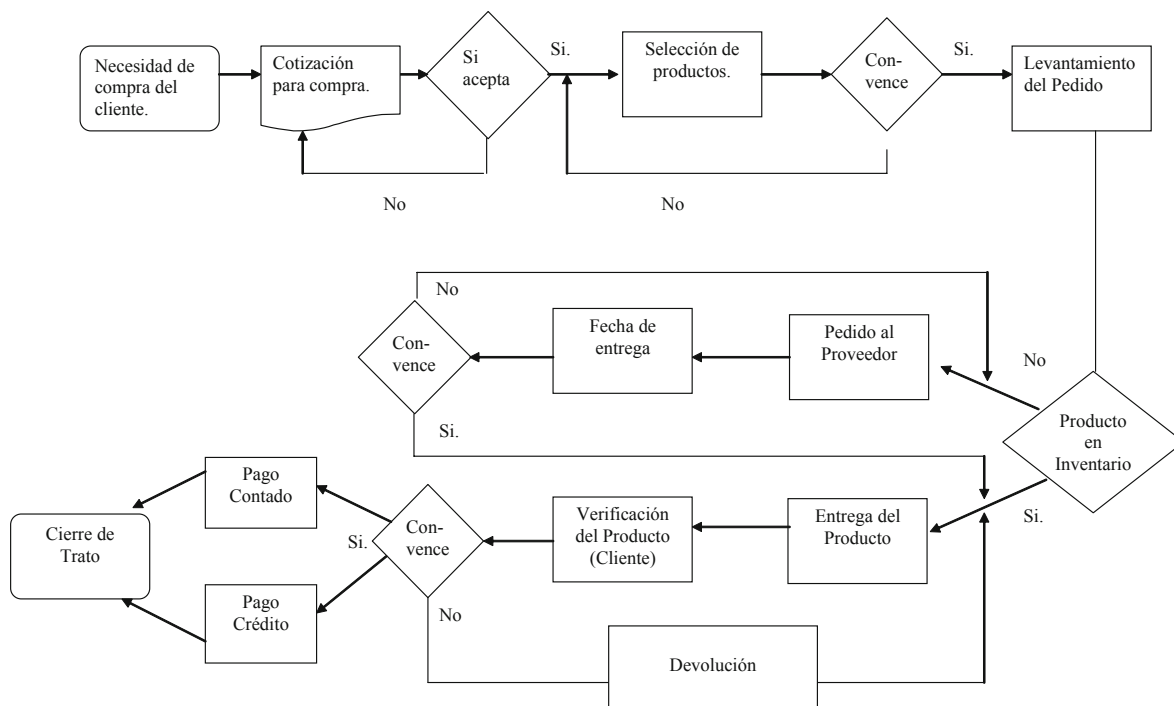 Necesidad de
compra del
cliente.
Cotización
para compra.
Si
acepta
Si.
No
Selección de
productos.
Con-
vence
Si.
No
Levantamiento
del Pedido
No
Con-
vence
Si.
Fecha de
entrega
Pedido al
Proveedor
No
Producto
en
Inventario
Si.
Entrega del
Producto
Verificación
del Producto
(Cliente)
Con-
vence
Si.
No
Pago
Contado
Pago
Crédito
Cierre de
Trato
Devolución